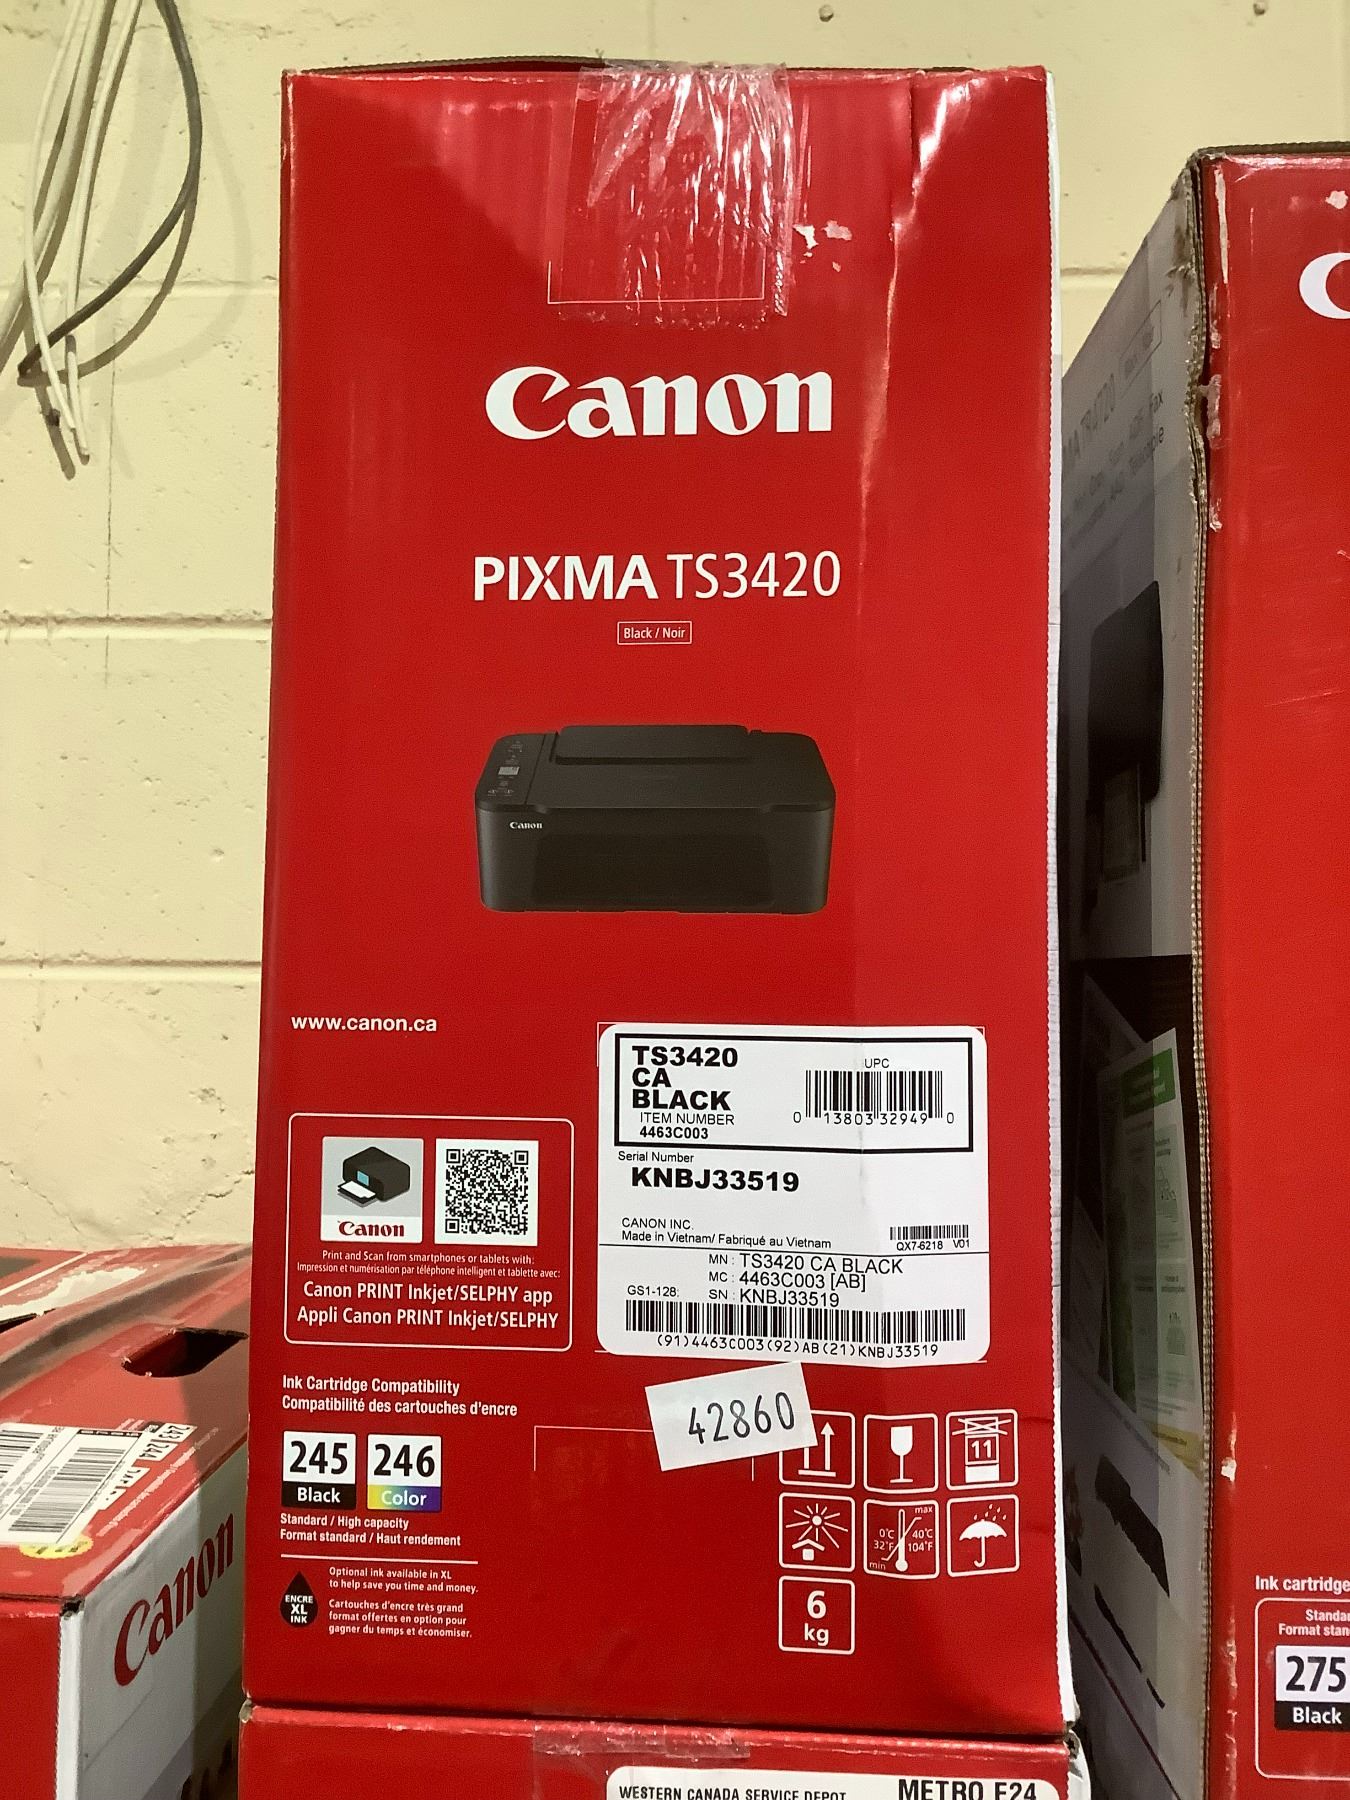 Canon
PIXMA TS3420
Black / Noir
Canon
www.canon.ca
TS3420
CA
BLACK
ITEM NUMBER
4463C003
UPC
0 13803 32949 0
Serial Number
KNBJ33519
CANON INC.
Made in Vietnam/ Fabriqué au Vietnam
QX7-6218 V01
MN : TS3420 CA BLACK
MC : 4463C003 [AB]
GS1-128: SN : KNBJ33519
(91)4463C003(92)AB(21)KNBJ33519
Canon
Print and Scan from smartphones or tablets with:
Impression et numérisation par téléphone intelligent et tablette avec:
Canon PRINT Inkjet/SELPHY app
Appli Canon PRINT Inkjet/SELPHY
42860
Ink Cartridge Compatibility
Compatibilité des cartouches d'encre
245
Black
246
Color
Standard / High capacity
Format standard / Haut rendement
ENCRE
XL
INK
Optional ink available in XL
to help save you time and money.
Cartouches d'encre très grand
format offertes en option pour
gagner du temps et économiser.
11
max
0°C 40°C
32°F 104°F
min
6
kg
Canon
WESTERN CANADA SERVICE DEPOT
METRO F24
C
TR4720
Ink cartridge
275
Black